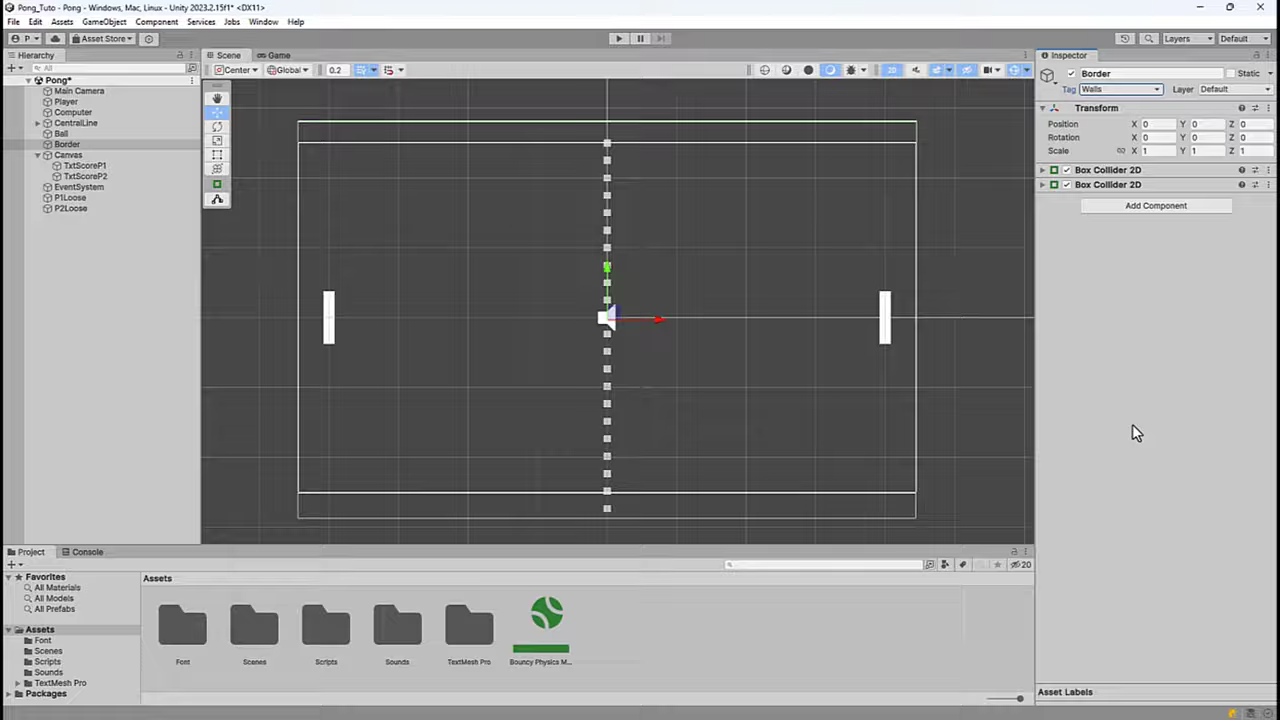 Pong_Tuto - Pong - Windows, Mac, Linux - Unity 2023.2.15f1* <DX11>
File Edit Assets GameObject Component Services Jobs Window Help
P Asset Store Layers Default
Hierarchy
All
Pong*
Main Camera
Player
Computer
CentralLine
Ball
Border
Canvas
TxtScoreP1
TxtScoreP2
EventSystem
P1Loose
P2Loose
Scene Game
Center Global 0.2 2D
Inspector
Border Static
Tag Walls Layer Default
Transform
Position X 0 Y 0 Z 0
Rotation X 0 Y 0 Z 0
Scale X 1 Y 1 Z 1
Box Collider 2D
Box Collider 2D
Add Component
Project Console
20
Favorites
All Materials
All Models
All Prefabs
Assets
Font
Scenes
Scripts
Sounds
TextMesh Pro
Packages
Assets
Font Scenes Scripts Sounds TextMesh Pro Bouncy Physics M...
Asset Labels